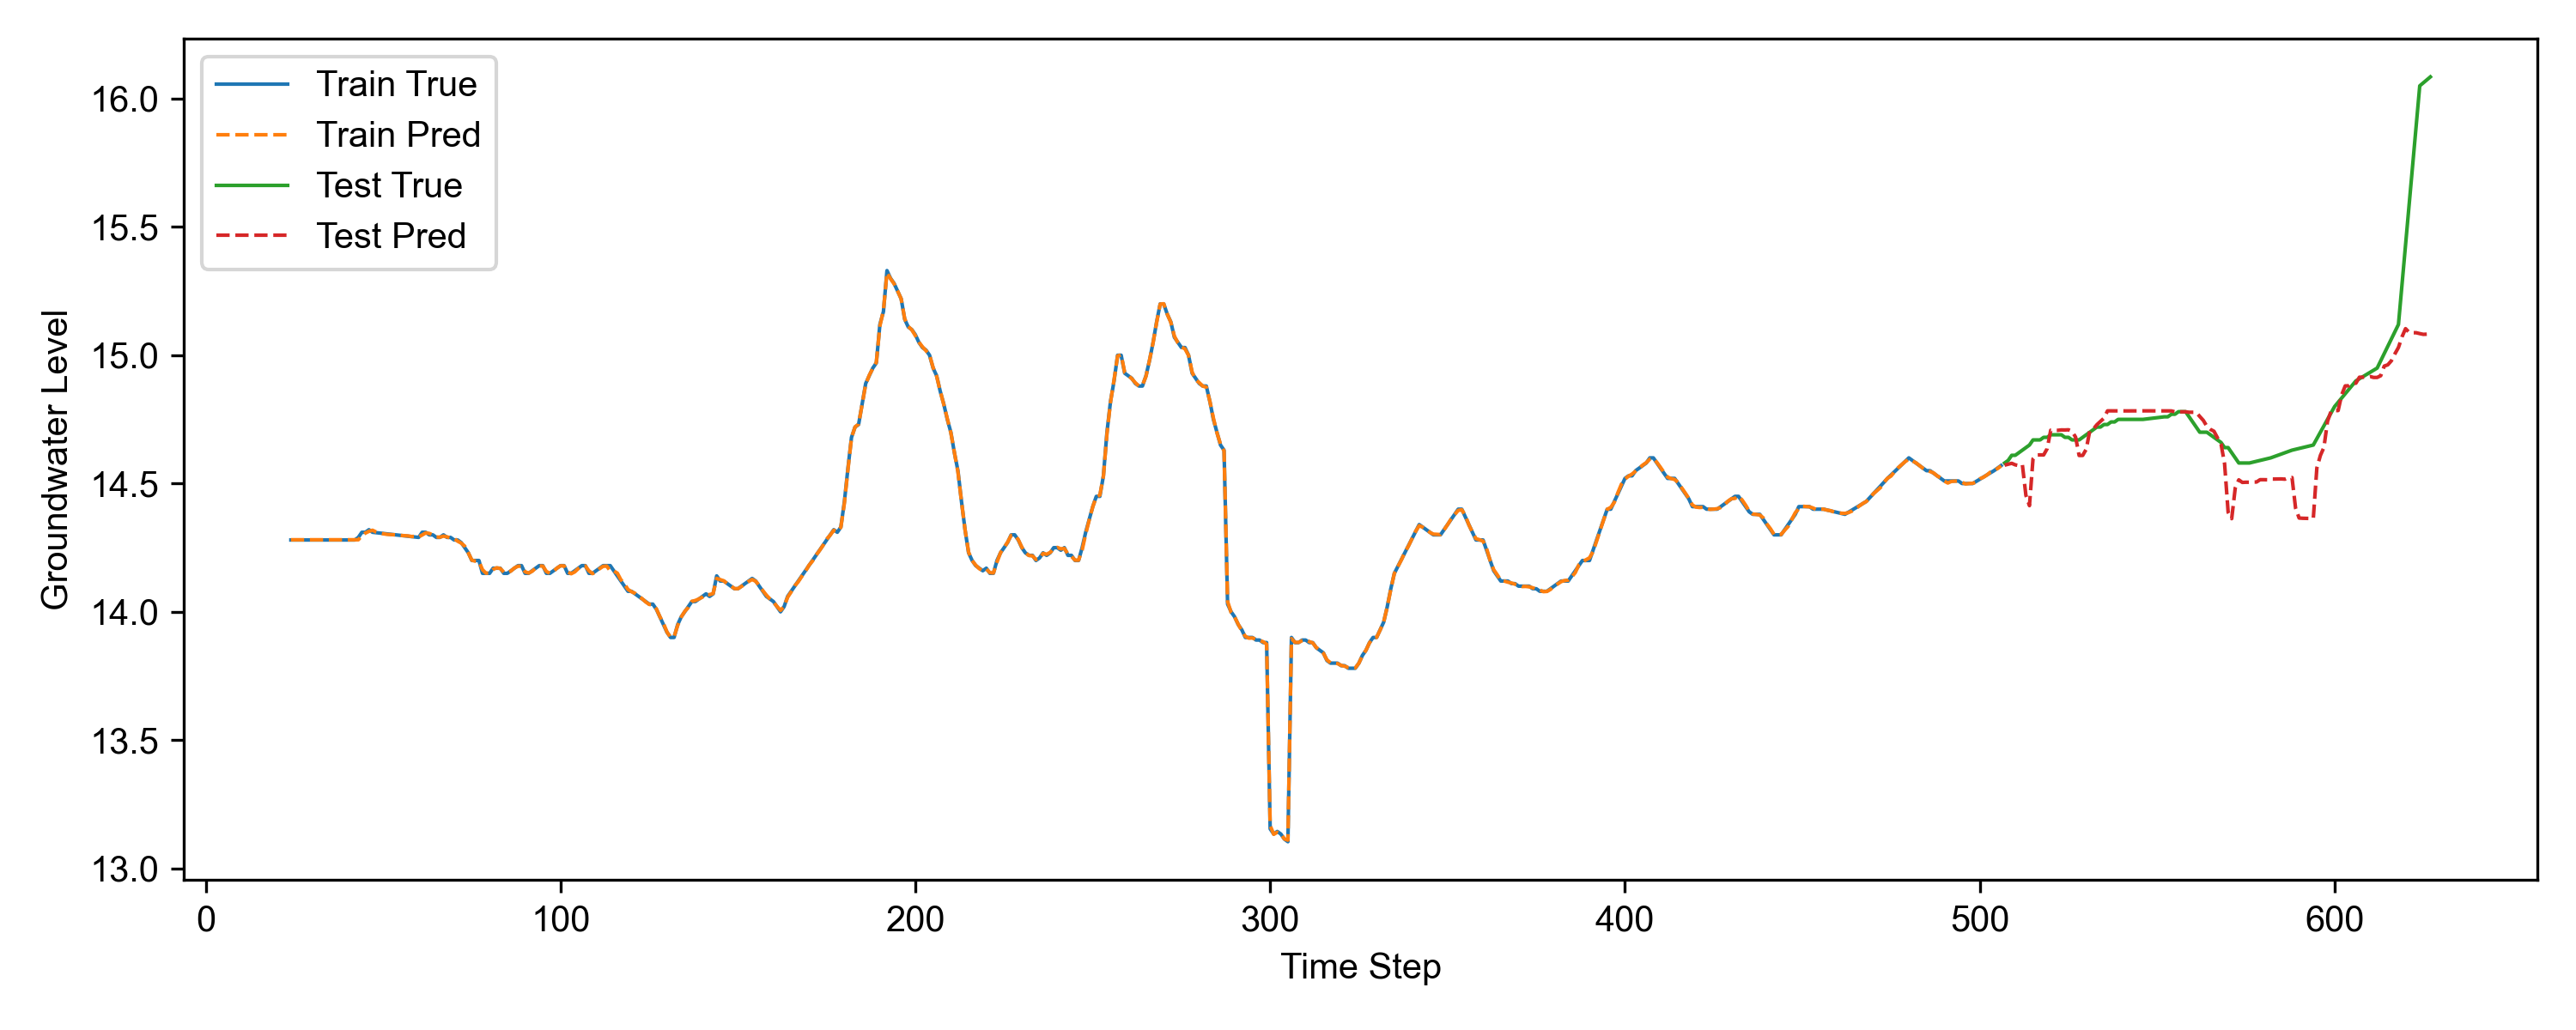 Train True
Train Pred
Test True
Test Pred
16.0
15.5
15.0
14.5
14.0
13.5
13.0
Groundwater Level
0 100 200 300 400 500 600
Time Step